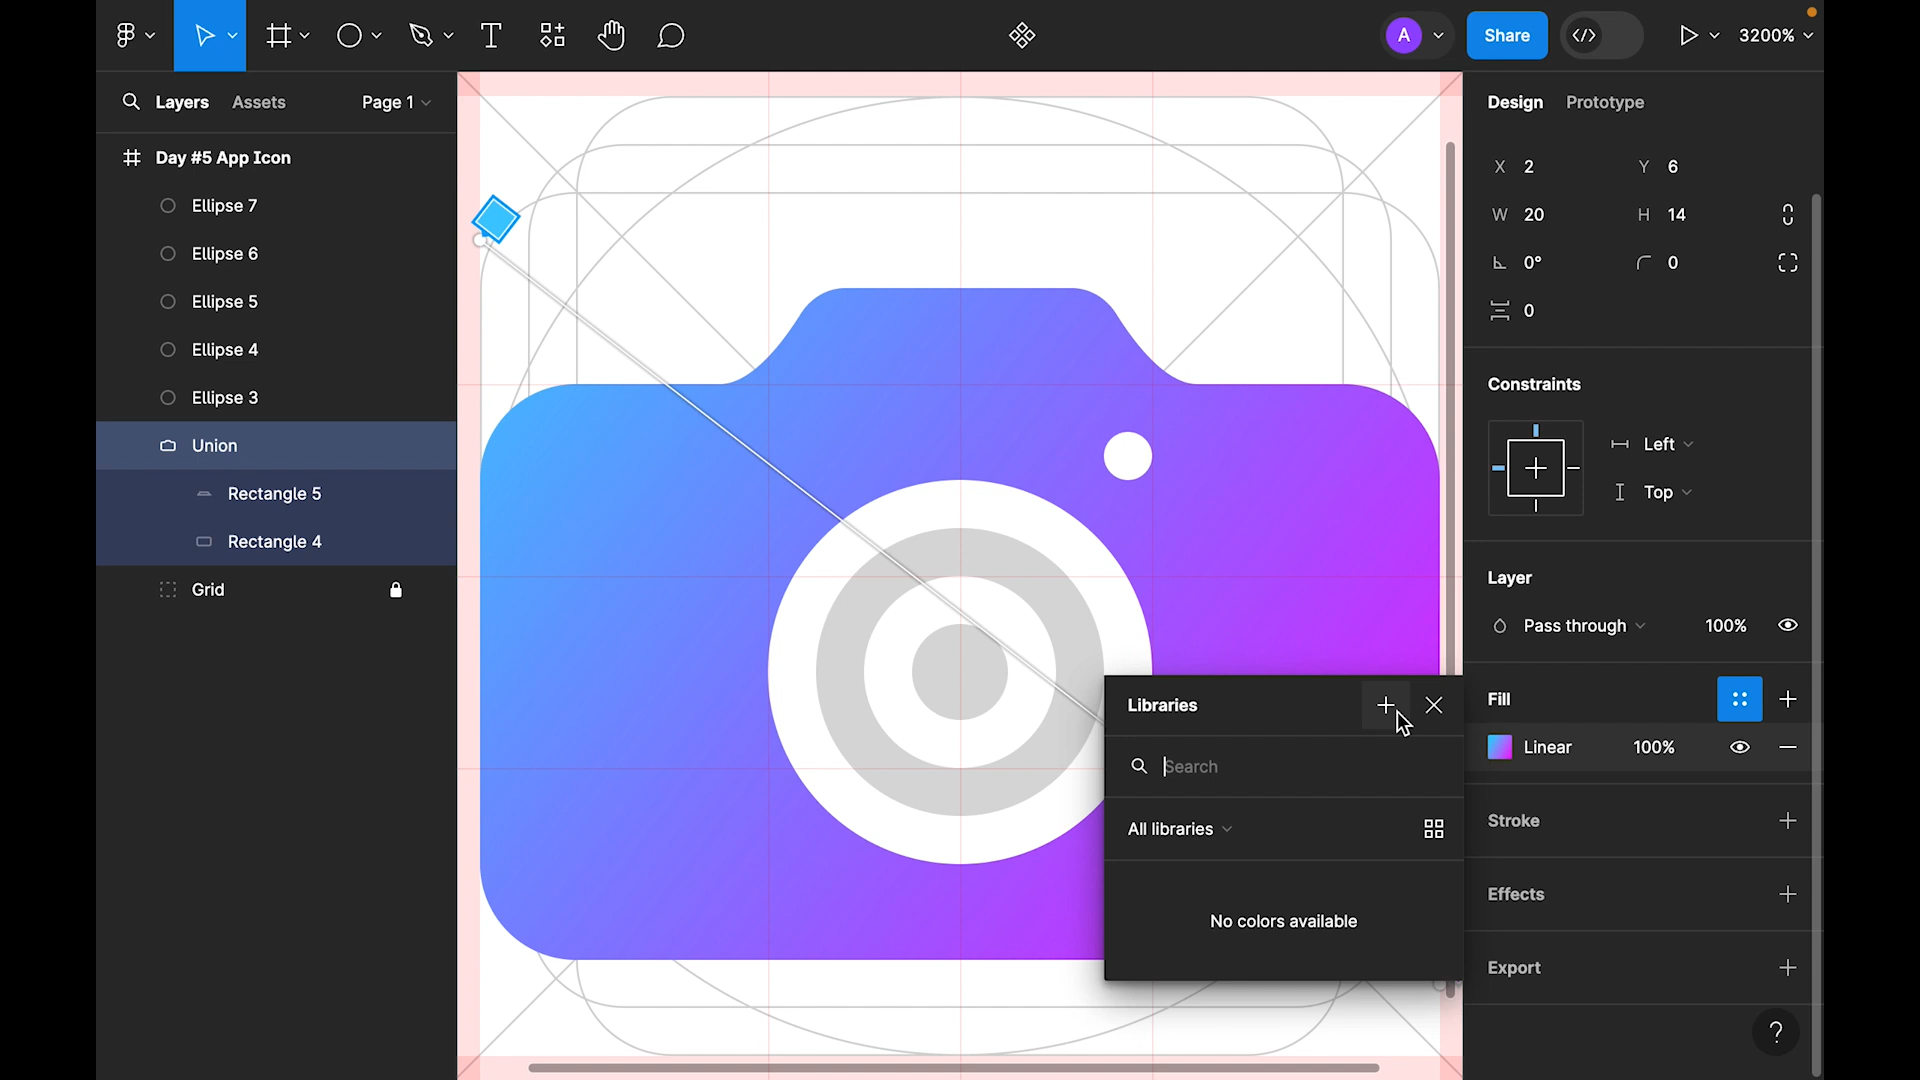 A
Share
3200%
Layers
Assets
Page 1
Design
Prototype
Day #5 App Icon
Ellipse 7
Ellipse 6
Ellipse 5
Ellipse 4
Ellipse 3
Union
Rectangle 5
Rectangle 4
Grid
X 2
Y 6
W 20
H 14
0°
0
0
Constraints
Left
Top
Layer
Pass through
100%
Fill
Linear
100%
Stroke
Effects
Export
Libraries
Search
All libraries
No colors available
?